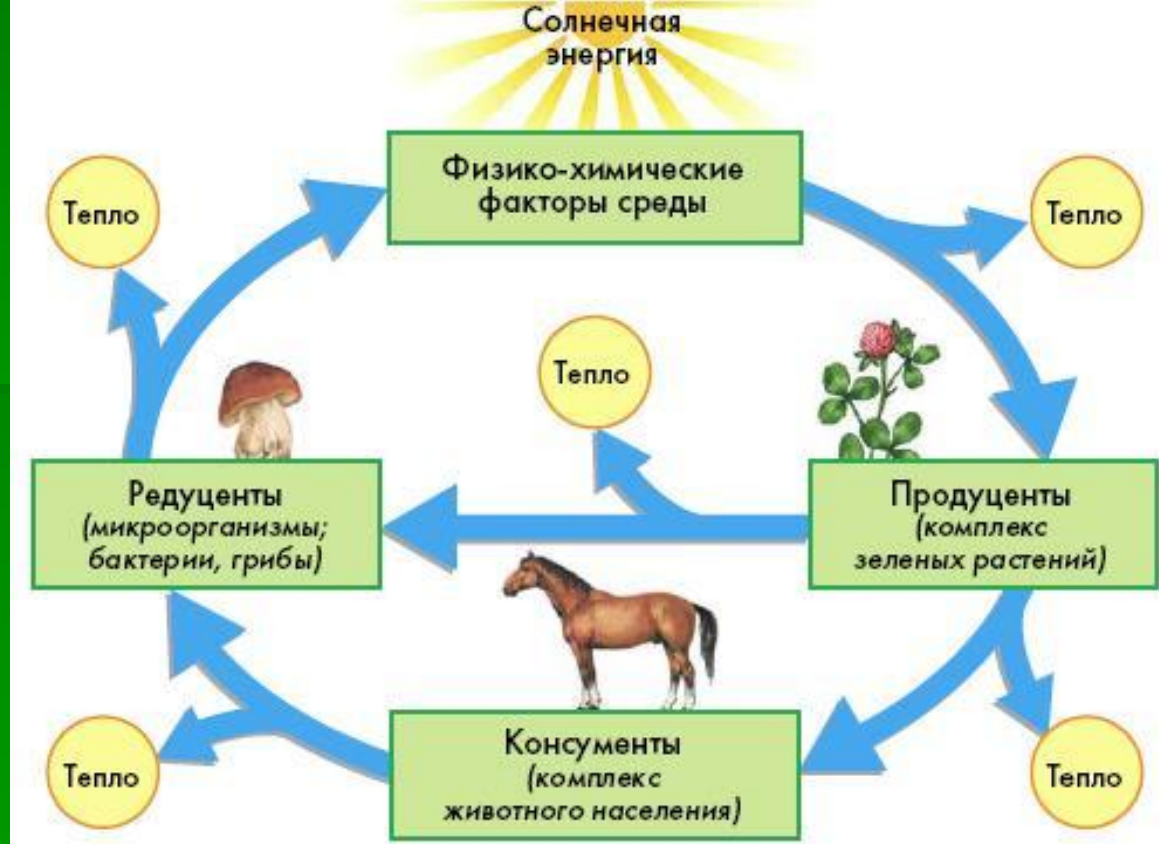 Солнечная
энергия
Физико-химические
факторы среды
Тепло
Тепло
Тепло
Редуценты
(микроорганизмы;
бактерии, грибы)
Продуценты
(комплекс
зеленых растений)
Консументы
(комплекс
животного населения)
Тепло
Тепло